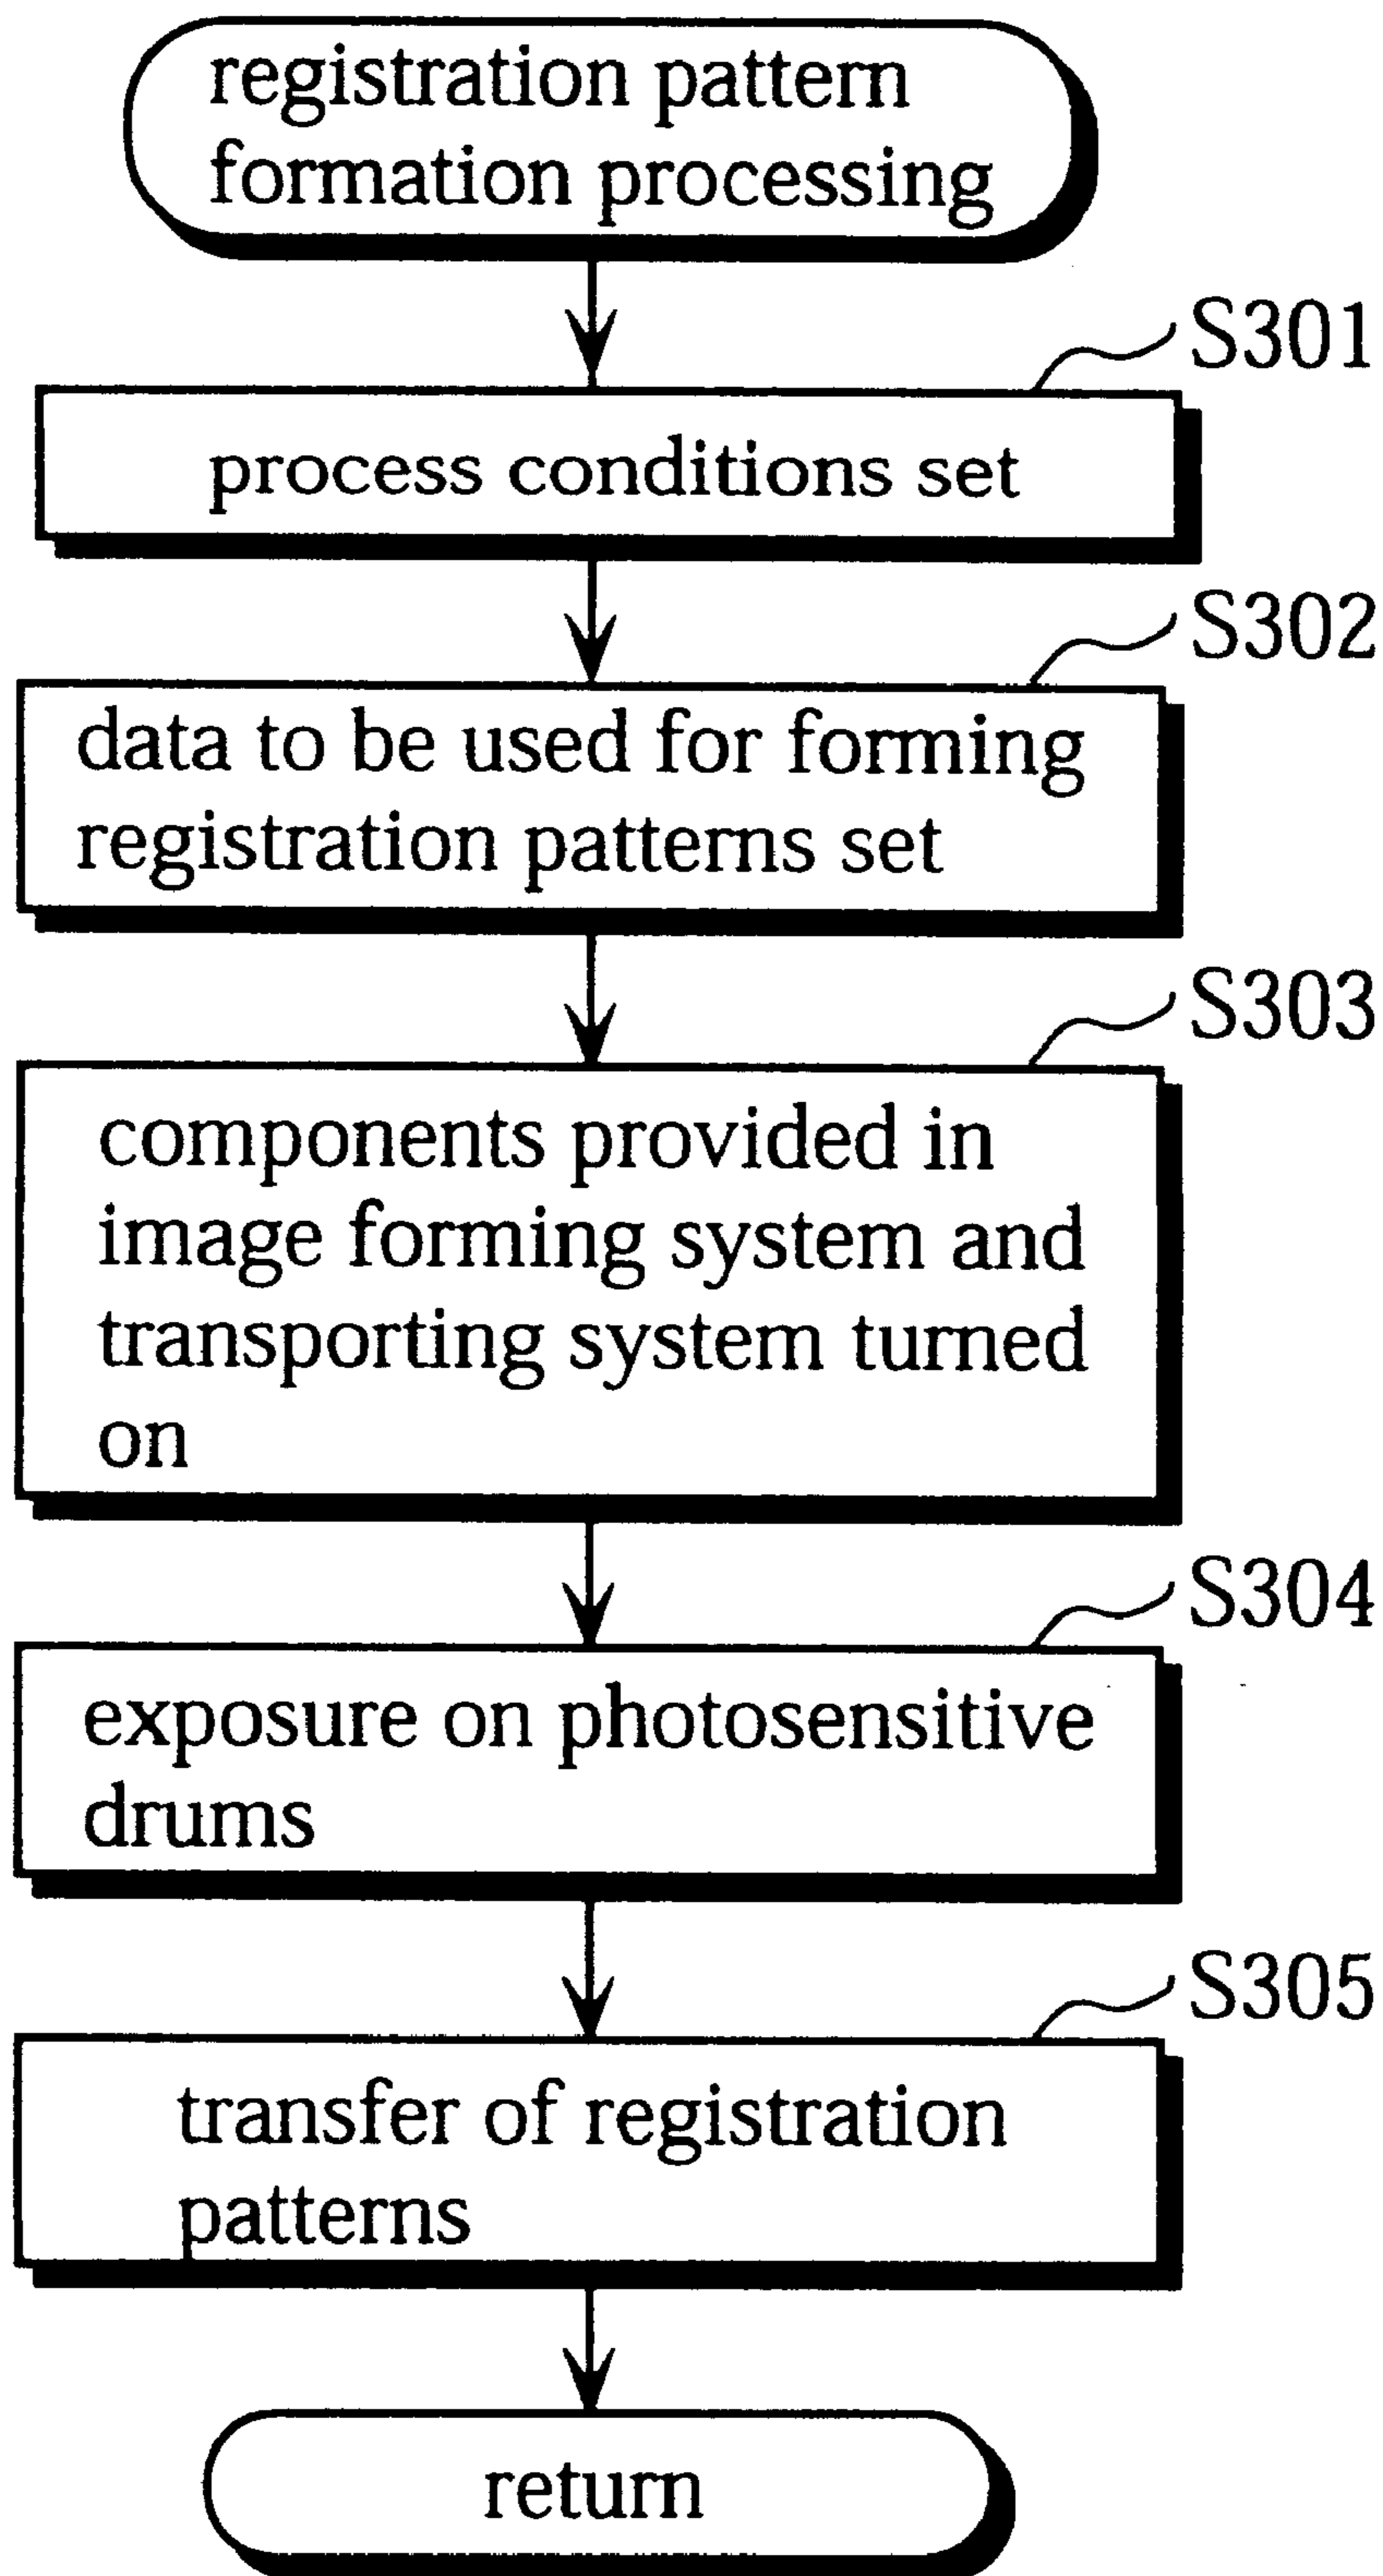 registration pattern
formation processing
S301
process conditions set
S302
data to be used for forming
registration patterns set
S303
components provided in
image forming system and
transporting system turned
on
S304
exposure on photosensitive
drums
S305
transfer of registration
patterns
return